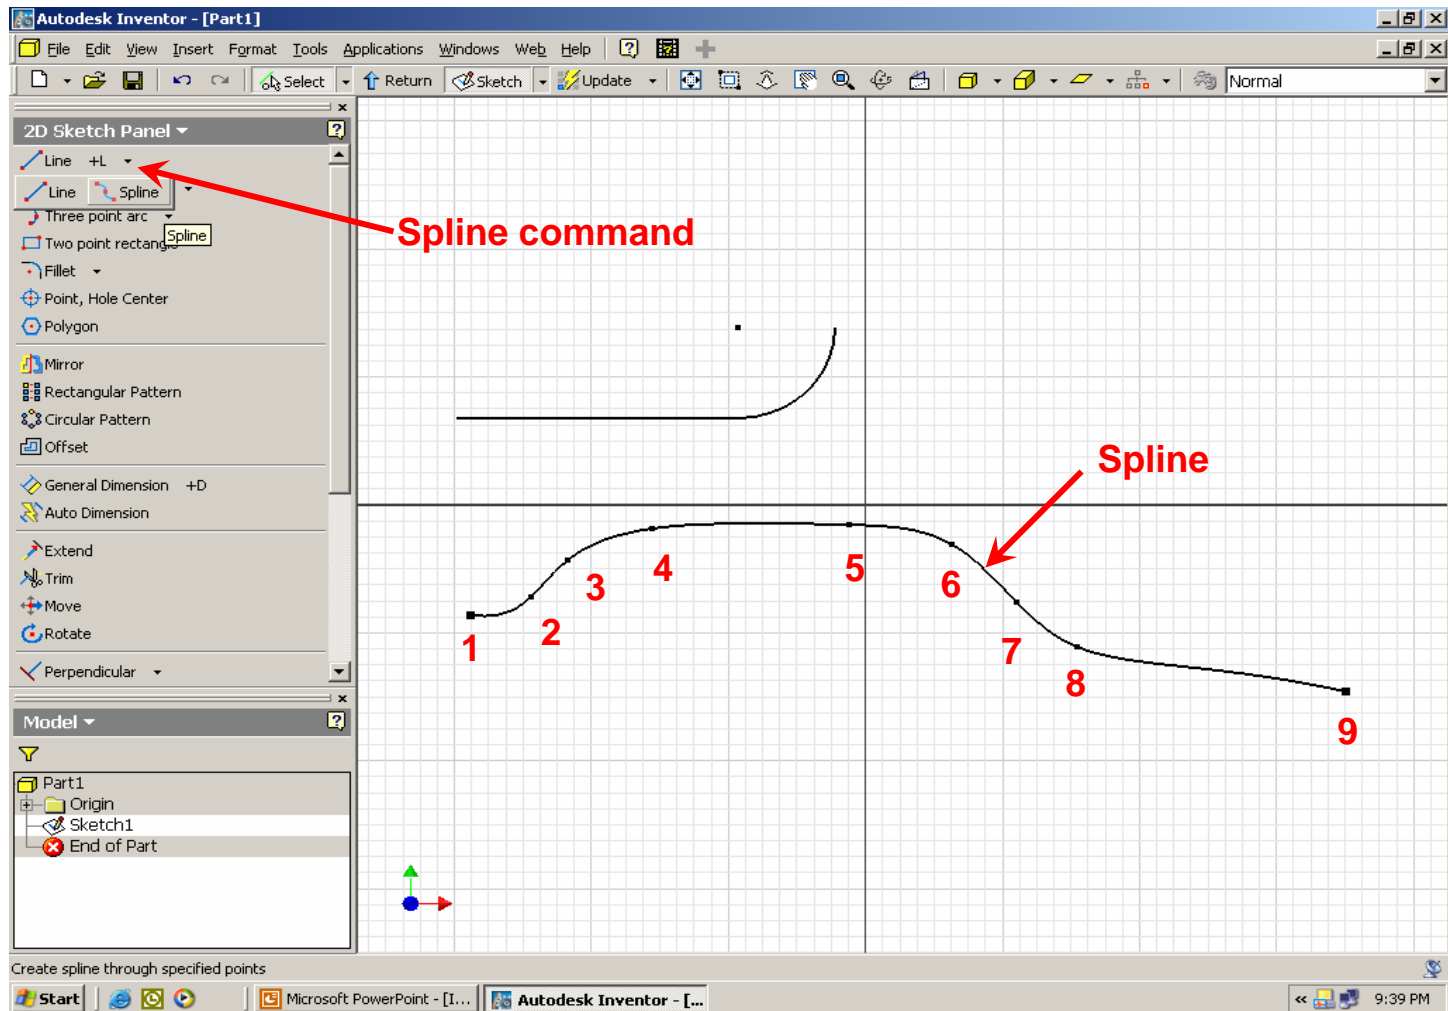 Autodesk Inventor - [Part1]
File Edit View Insert Format Tools Applications Windows Web Help
Select Return Sketch Update Normal
2D Sketch Panel
Line +L
Line Spline
Three point arc
Spline
Two point rectangle
Fillet
Point, Hole Center
Polygon
Mirror
Rectangular Pattern
Circular Pattern
Offset
General Dimension +D
Auto Dimension
Extend
Trim
Move
Rotate
Perpendicular
Model
Part1
Origin
Sketch1
End of Part
Spline command
Spline
1
2
3
4
5
6
7
8
9
Create spline through specified points
Start Microsoft PowerPoint - [I... Autodesk Inventor - [... « 9:39 PM